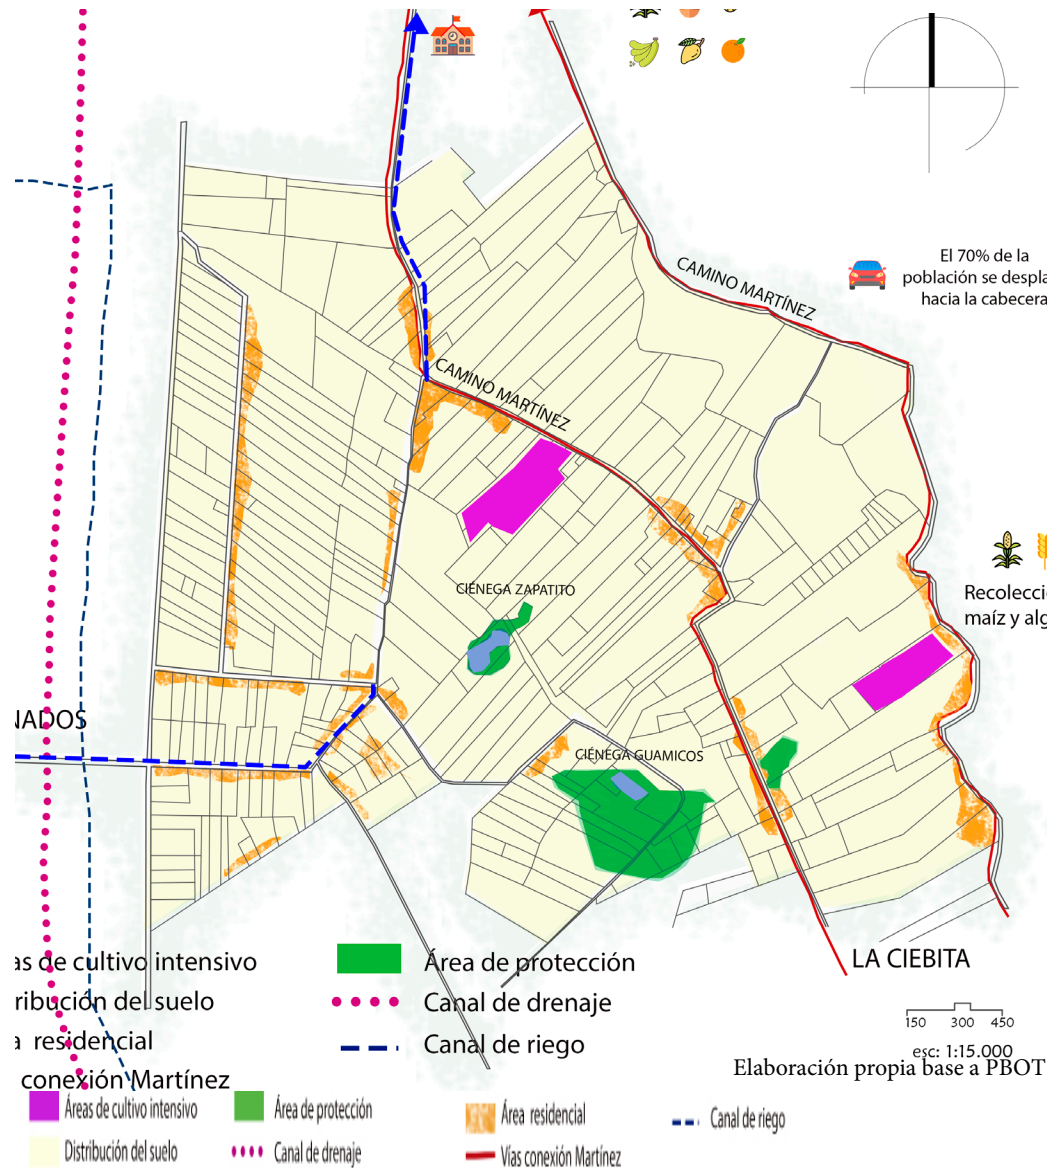 El 70% de la
población se despla
hacia la cabecera
CAMINO MARTÍNEZ
CAMINO MARTÍNEZ
Recolecci
maíz y alg
CIÉNEGA ZAPATITO
NADOS
CIÉNEGA GUAMICOS
LA CIEBITA
as de cultivo intensivo
Área de protección
ribución del suelo
Canal de drenaje
a residencial
Canal de riego
conexión Martínez
150 300 450
esc: 1:15.000
Elaboración propia base a PBOT
Áreas de cultivo intensivo
Área de protección
Área residencial
Canal de riego
Distribución del suelo
Canal de drenaje
Vías conexión Martínez